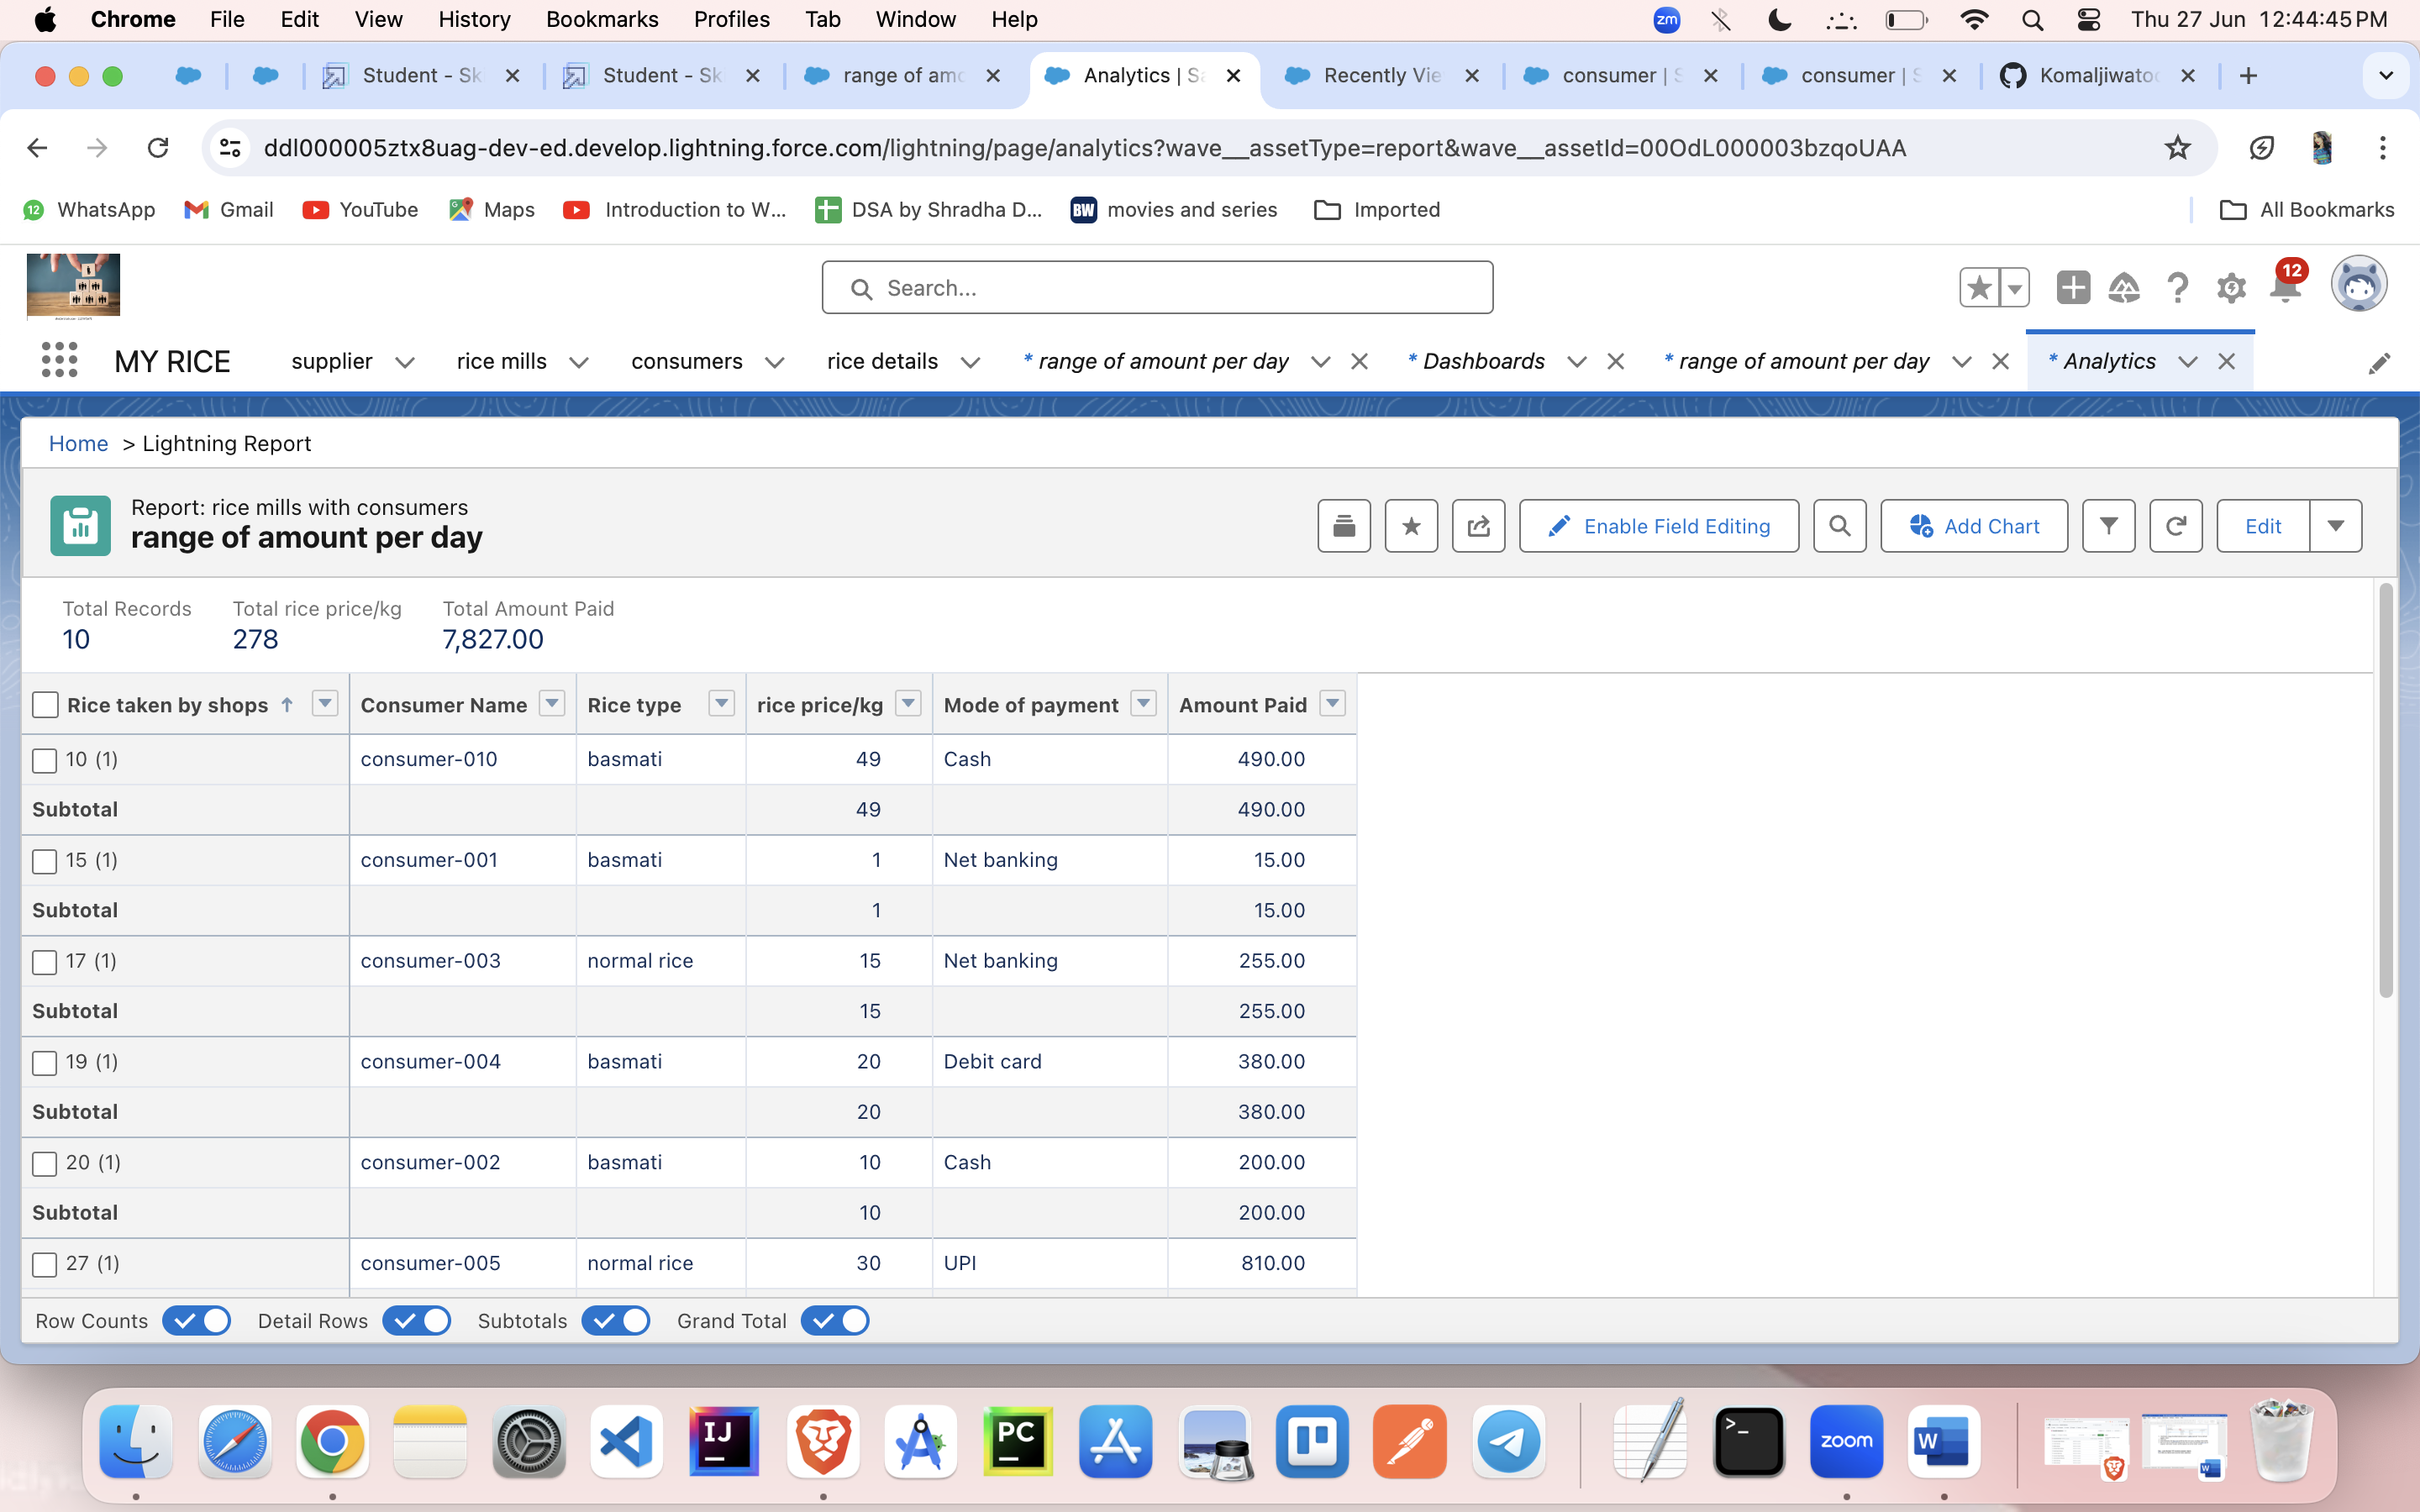 Chrome File Edit View History Bookmarks Profiles Tab Window Help zm Thu 27 Jun 12:44:45 PM
Student - Sk Student - Sk range of amo Analytics | Sa Recently Vie consumer | S consumer | S Komaljiwato
ddl000005ztx8uag-dev-ed.develop.lightning.force.com/lightning/page/analytics?wave__assetType=report&wave__assetId=00OdL000003bzqoUAA
12 WhatsApp Gmail YouTube Maps Introduction to W... DSA by Shradha D... BW movies and series Imported All Bookmarks
Search... 12
MY RICE supplier rice mills consumers rice details * range of amount per day * Dashboards * range of amount per day * Analytics
Home > Lightning Report
Report: rice mills with consumers
range of amount per day
Enable Field Editing Add Chart Edit
Total Records Total rice price/kg Total Amount Paid
10 278 7,827.00
Rice taken by shops ↑ Consumer Name Rice type rice price/kg Mode of payment Amount Paid
10 (1) consumer-010 basmati 49 Cash 490.00
Subtotal 49 490.00
15 (1) consumer-001 basmati 1 Net banking 15.00
Subtotal 1 15.00
17 (1) consumer-003 normal rice 15 Net banking 255.00
Subtotal 15 255.00
19 (1) consumer-004 basmati 20 Debit card 380.00
Subtotal 20 380.00
20 (1) consumer-002 basmati 10 Cash 200.00
Subtotal 10 200.00
27 (1) consumer-005 normal rice 30 UPI 810.00
Row Counts Detail Rows Subtotals Grand Total
IJ PC >_ zoom W W